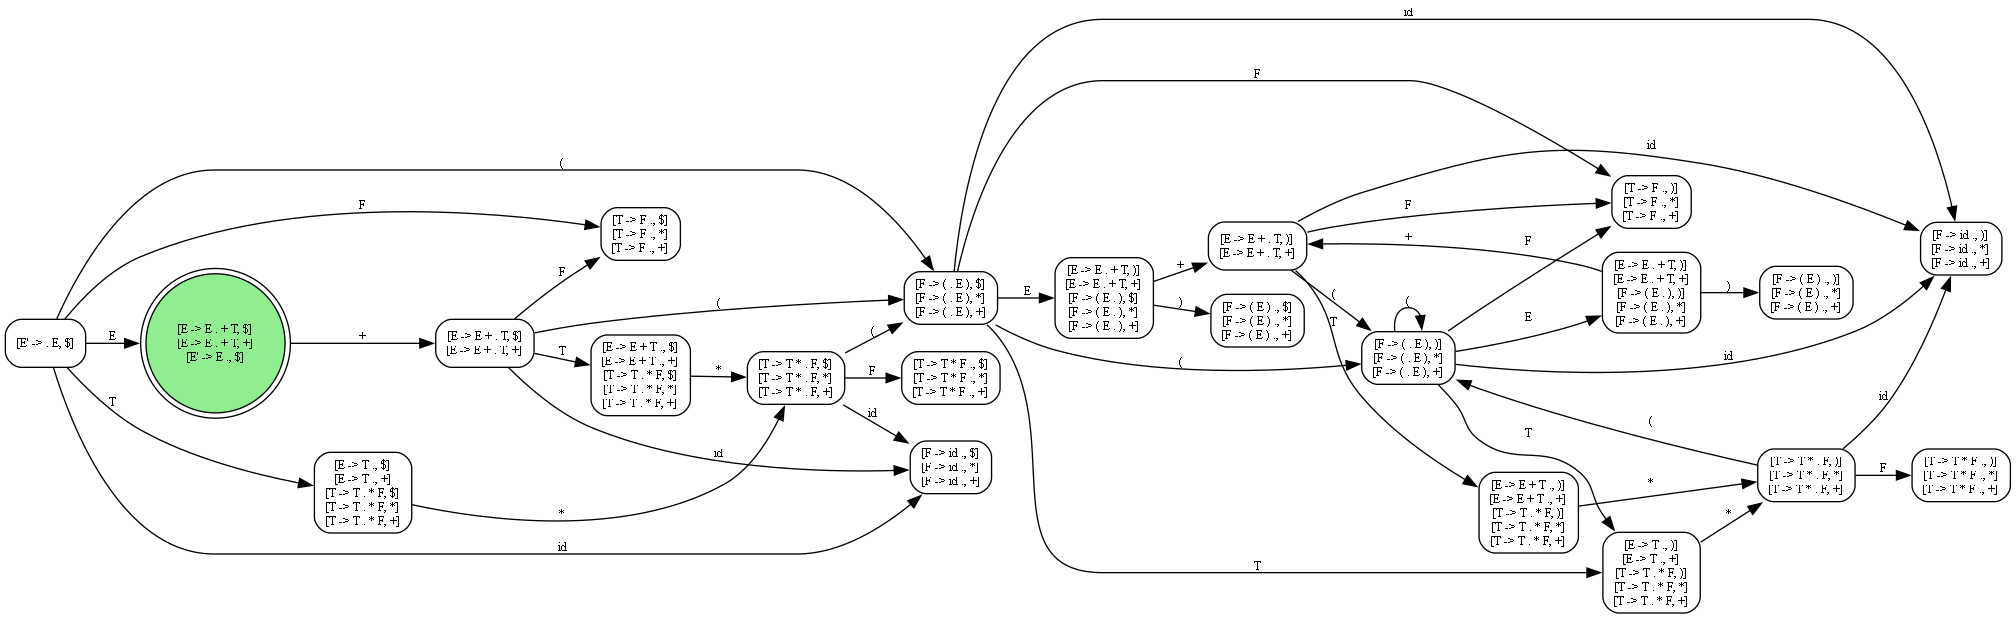 [E' -> . E, $]
E
(
F
T
id
[E -> E . + T, $]
[E -> E . + T, +]
[E' -> E ., $]
+
[E -> T ., $]
[E -> T ., +]
[T -> T . * F, $]
[T -> T . * F, *]
[T -> T . * F, +]
*
[E -> E + . T, $]
[E -> E + . T, +]
F
(
T
id
[T -> F ., $]
[T -> F ., *]
[T -> F ., +]
[E -> E + T ., $]
[E -> E + T ., +]
[T -> T . * F, $]
[T -> T . * F, *]
[T -> T . * F, +]
*
[T -> T * . F, $]
[T -> T * . F, *]
[T -> T * . F, +]
(
F
id
[F -> ( . E ), $]
[F -> ( . E ), *]
[F -> ( . E ), +]
[T -> T * F ., $]
[T -> T * F ., *]
[T -> T * F ., +]
[F -> id ., $]
[F -> id ., *]
[F -> id ., +]
id
F
E
(
T
[E -> E . + T, )]
[E -> E . + T, +]
[F -> ( E . ), $]
[F -> ( E . ), *]
[F -> ( E . ), +]
+
)
[E -> E + . T, )]
[E -> E + . T, +]
[F -> ( E ) ., $]
[F -> ( E ) ., *]
[F -> ( E ) ., +]
id
F
+
(
T
[F -> ( . E ), )]
[F -> ( . E ), *]
[F -> ( . E ), +]
(
F
E
id
T
(
[E -> E + T ., )]
[E -> E + T ., +]
[T -> T . * F, )]
[T -> T . * F, *]
[T -> T . * F, +]
*
[T -> F ., )]
[T -> F ., *]
[T -> F ., +]
[E -> E . + T, )]
[E -> E . + T, +]
[F -> ( E . ), )]
[F -> ( E . ), *]
[F -> ( E . ), +]
)
[E -> T ., )]
[E -> T ., +]
[T -> T . * F, )]
[T -> T . * F, *]
[T -> T . * F, +]
*
[F -> ( E ) ., )]
[F -> ( E ) ., *]
[F -> ( E ) ., +]
[T -> T * . F, )]
[T -> T * . F, *]
[T -> T * . F, +]
id
F
[F -> id ., )]
[F -> id ., *]
[F -> id ., +]
[T -> T * F ., )]
[T -> T * F ., *]
[T -> T * F ., +]